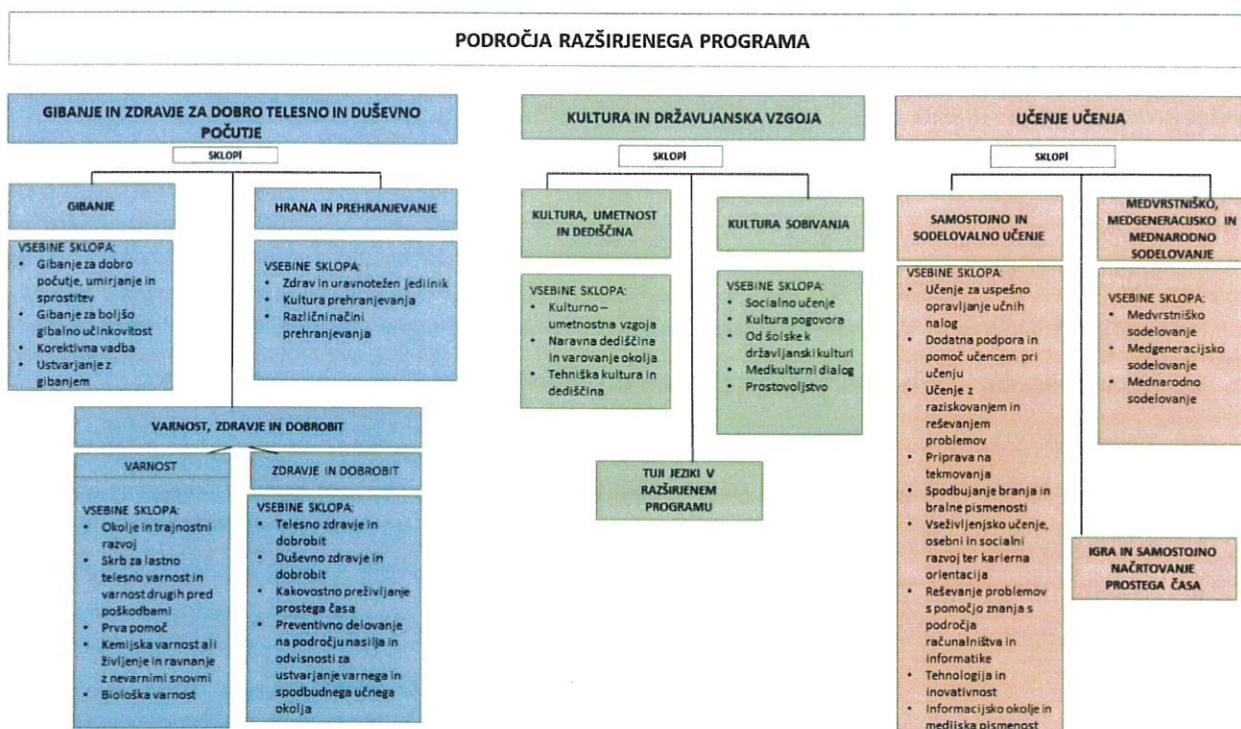 PODROČJA RAZŠIRJENEGA PROGRAMA
GIBANJE IN ZDRAVJE ZA DOBRO TELESNO IN DUŠEVNO
POČUTJE
SKLOPI
GIBANJE
VSEBINE SKLOPA:
• Gibanje za dobro
počutje, umirjanje in
sprostitev
• Gibanje za boljšo
gibalno učinkovitost
• Korektivna vadba
• Ustvarjanje z
gibanjem
HRANA IN PREHRANJEVANJE
VSEBINE SKLOPA:
• Zdrav in uravnotežen jedilnik
• Kultura prehranjevanja
• Različni načini
prehranjevanja
VARNOST, ZDRAVJE IN DOBROBIT
VARNOST
VSEBINE SKLOPA:
• Okolje in trajnostni
razvoj
• Skrb za lastno
telesno varnost in
varnost drugih pred
poškodbami
• Prva pomoč
• Kemijska varnost ali
življenje in ravnanje
z nevarnimi snovmi
• Biološka varnost
ZDRAVJE IN DOBROBIT
VSEBINE SKLOPA:
• Telesno zdravje in
dobrobit
• Duševno zdravje in
dobrobit
• Kakovostno preživljanje
prostega časa
• Preventivno delovanje
na področju nasilja in
odvisnosti za
ustvarjanje varnega in
spodbudnega učnega
okolja
KULTURA IN DRŽAVLJANSKA VZGOJA
SKLOPI
KULTURA, UMETNOST
IN DEDIŠČINA
VSEBINE SKLOPA:
• Kulturno –
umetnostna vzgoja
• Naravna dediščina
in varovanje okolja
• Tehniška kultura in
dediščina
KULTURA SOBIVANJA
VSEBINE SKLOPA:
• Socialno učenje
• Kultura pogovora
• Od šolske k
državljanski kulturi
• Medkulturni dialog
• Prostovoljstvo
TUJI JEZIKI V
RAZŠIRJENEM
PROGRAMU
UČENJE UČENJA
SKLOPI
SAMOSTOJNO IN
SODELOVALNO UČENJE
VSEBINE SKLOPA:
• Učenje za uspešno
opravljanje učnih
nalog
• Dodatna podpora in
pomoč učencem pri
učenju
• Učenje z
raziskovanjem in
reševanjem
problemov
• Priprava na
tekmovanja
• Spodbujanje branja in
bralne pismenosti
• Vseživljenjsko učenje,
osebni in socialni
razvoj ter karierna
orientacija
• Reševanje problemov
s pomočjo znanja s
področja
računalništva in
informatike
• Tehnologija in
inovativnost
• Informacijsko okolje in
medijska pismenost
MEDVRSTNIŠKO,
MEDGENERACIJSKO IN
MEDNARODNO
SODELOVANJE
VSEBINE SKLOPA:
• Medvrstniško
sodelovanje
• Medgeneracijsko
sodelovanje
• Mednarodno
sodelovanje
IGRA IN SAMOSTOJNO
NAČRTOVANJE
PROSTEGA ČASA